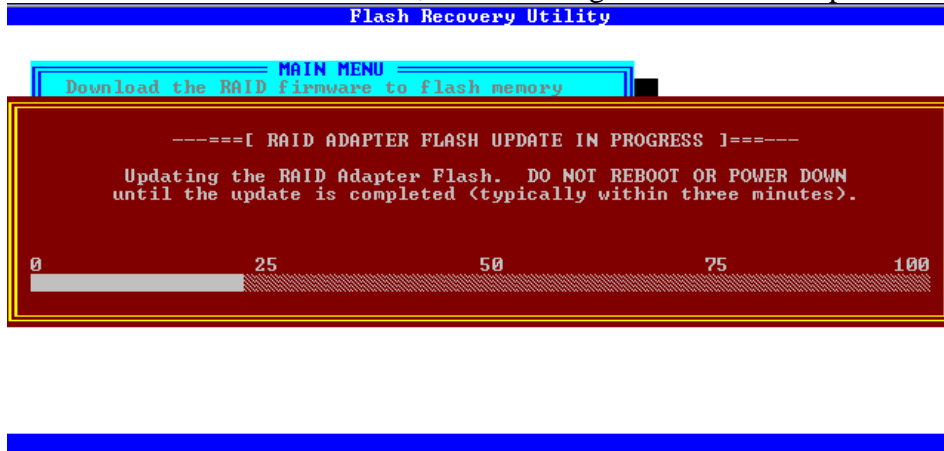 Flash Recovery Utility
MAIN MENU
Download the RAID firmware to flash memory
---===[ RAID ADAPTER FLASH UPDATE IN PROGRESS ]===---
Updating the RAID Adapter Flash.  DO NOT REBOOT OR POWER DOWN
until the update is completed (typically within three minutes).
0 25 50 75 100